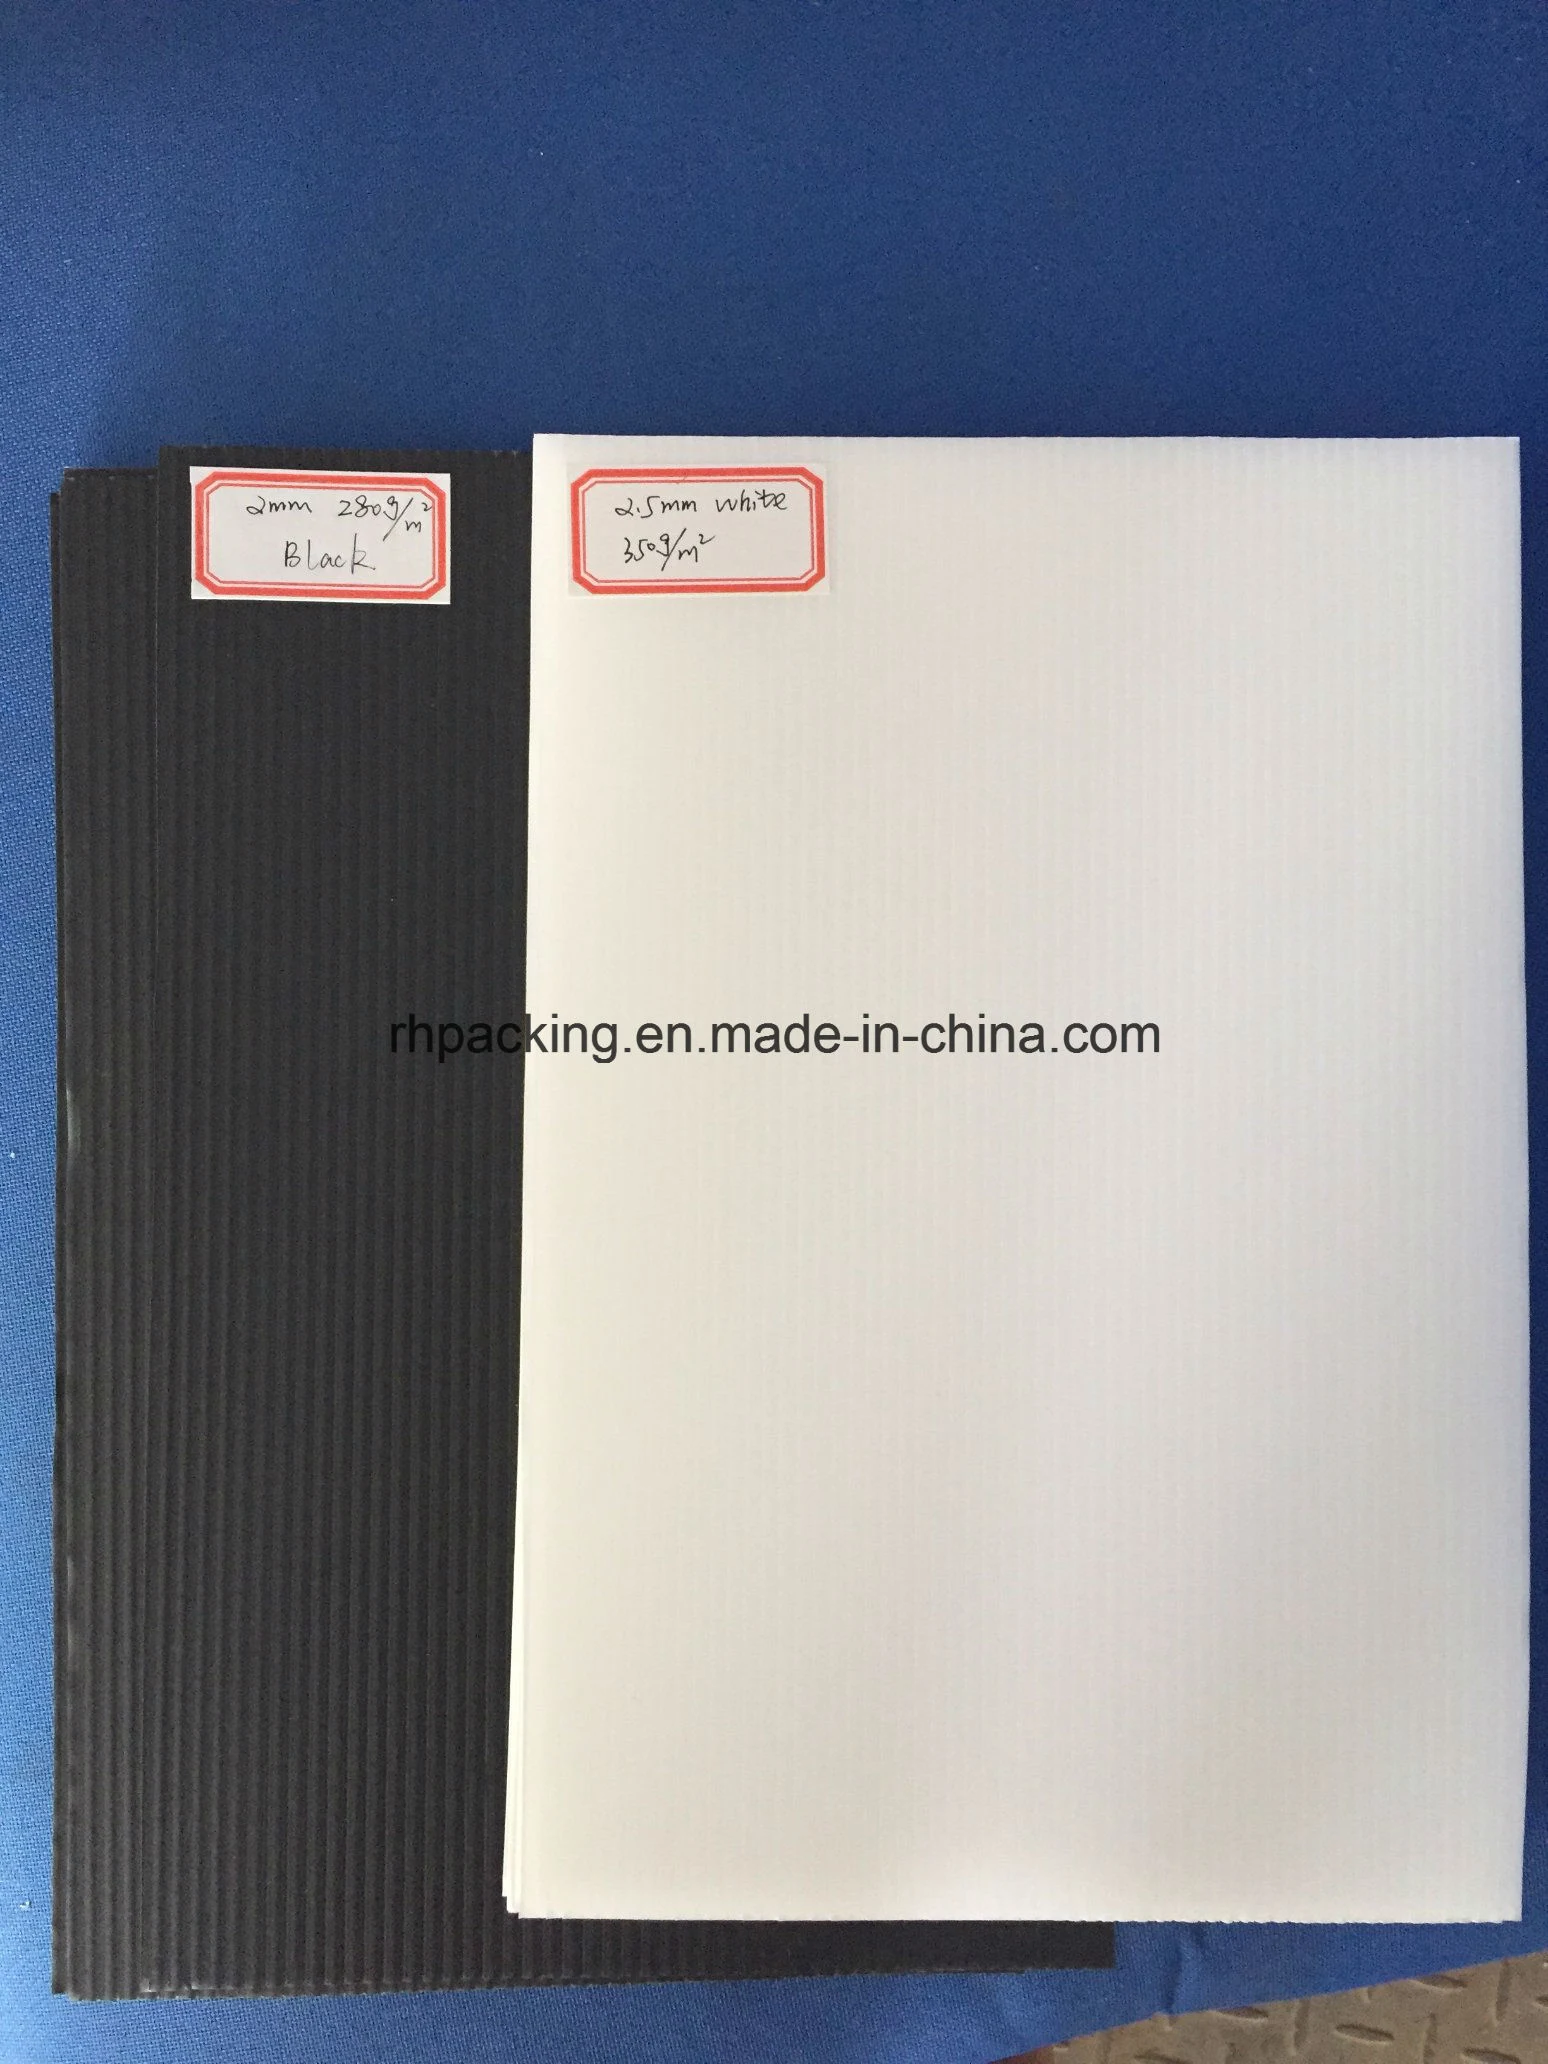 2mm 280g/m²
Black
2.5mm white
350g/m²
rhpacking.en.made-in-china.com